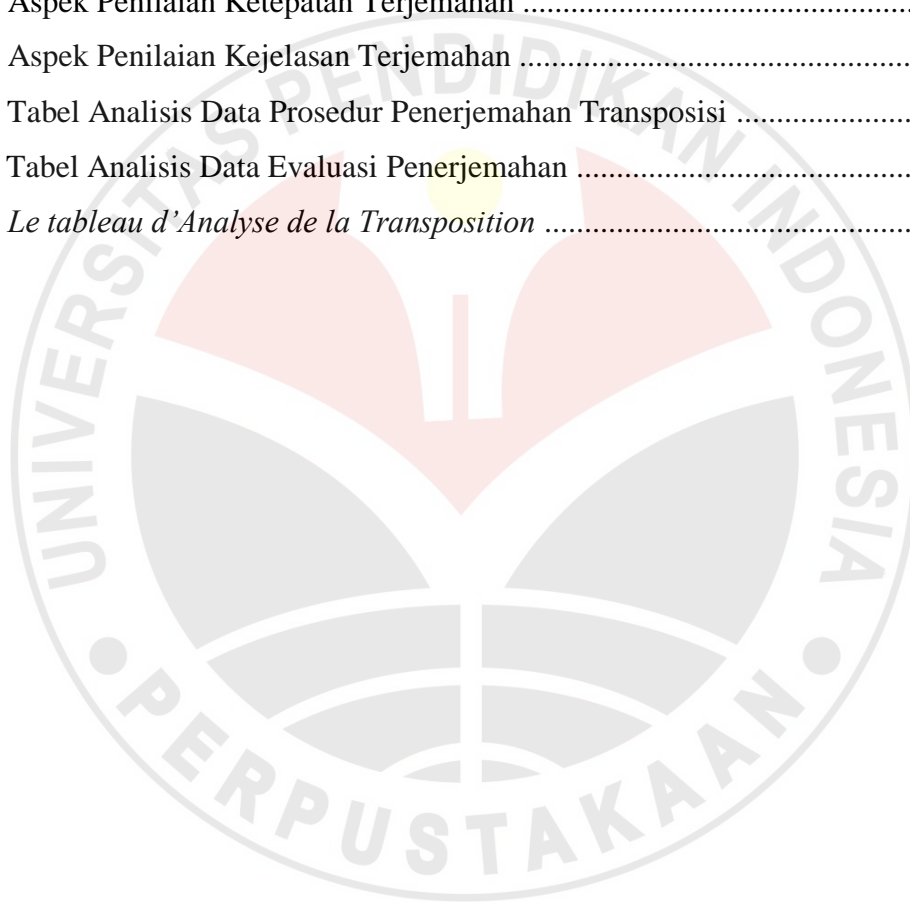 Aspek Penilaian Ketepatan Terjemahan ................................................
Aspek Penilaian Kejelasan Terjemahan ................................................
Tabel Analisis Data Prosedur Penerjemahan Transposisi ......................
Tabel Analisis Data Evaluasi Penerjemahan .........................................
Le tableau d’Analyse de la Transposition .............................................
UNIVERSITAS PENDIDIKAN INDONESIA
PERPUSTAKAAN